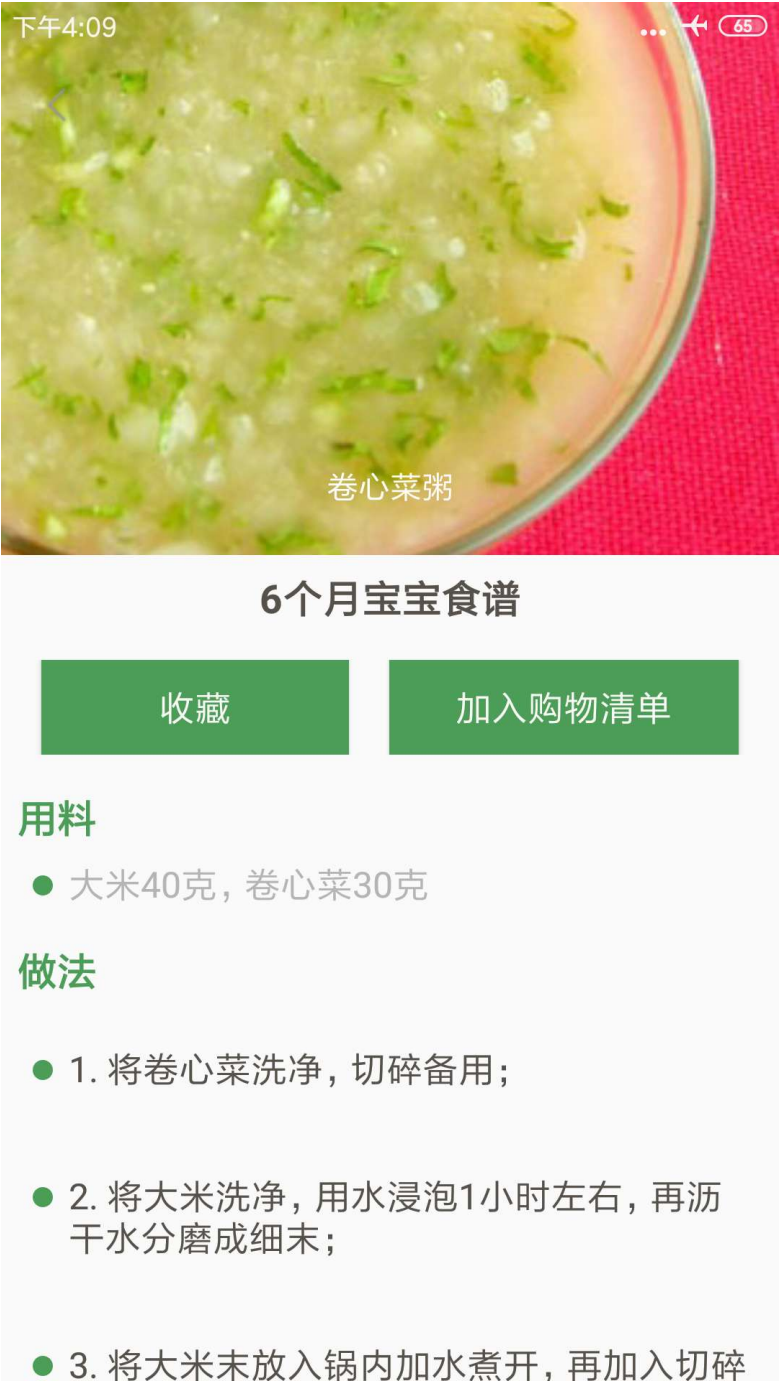 下午4:09
65
卷心菜粥
6个月宝宝食谱
收藏
加入购物清单
用料
大米40克，卷心菜30克
做法
1. 将卷心菜洗净，切碎备用；
2. 将大米洗净，用水浸泡1小时左右，再沥
干水分磨成细末；
3. 将大米末放入锅内加水煮开，再加入切碎